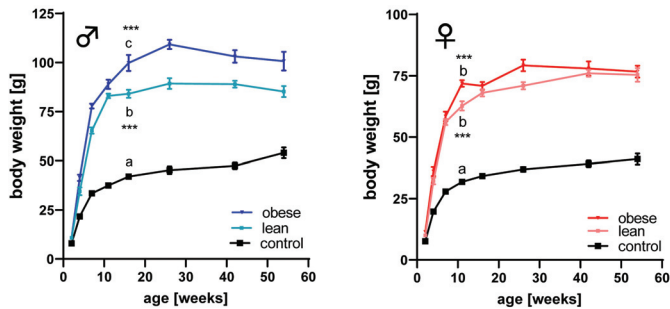 ♂
body weight [g]
125
100
75
50
25
0
***
c
b
***
a
obese
lean
control
0 10 20 30 40 50 60
age [weeks]
♀
body weight [g]
100
75
50
25
0
***
b
b
***
a
obese
lean
control
0 10 20 30 40 50 60
age [weeks]